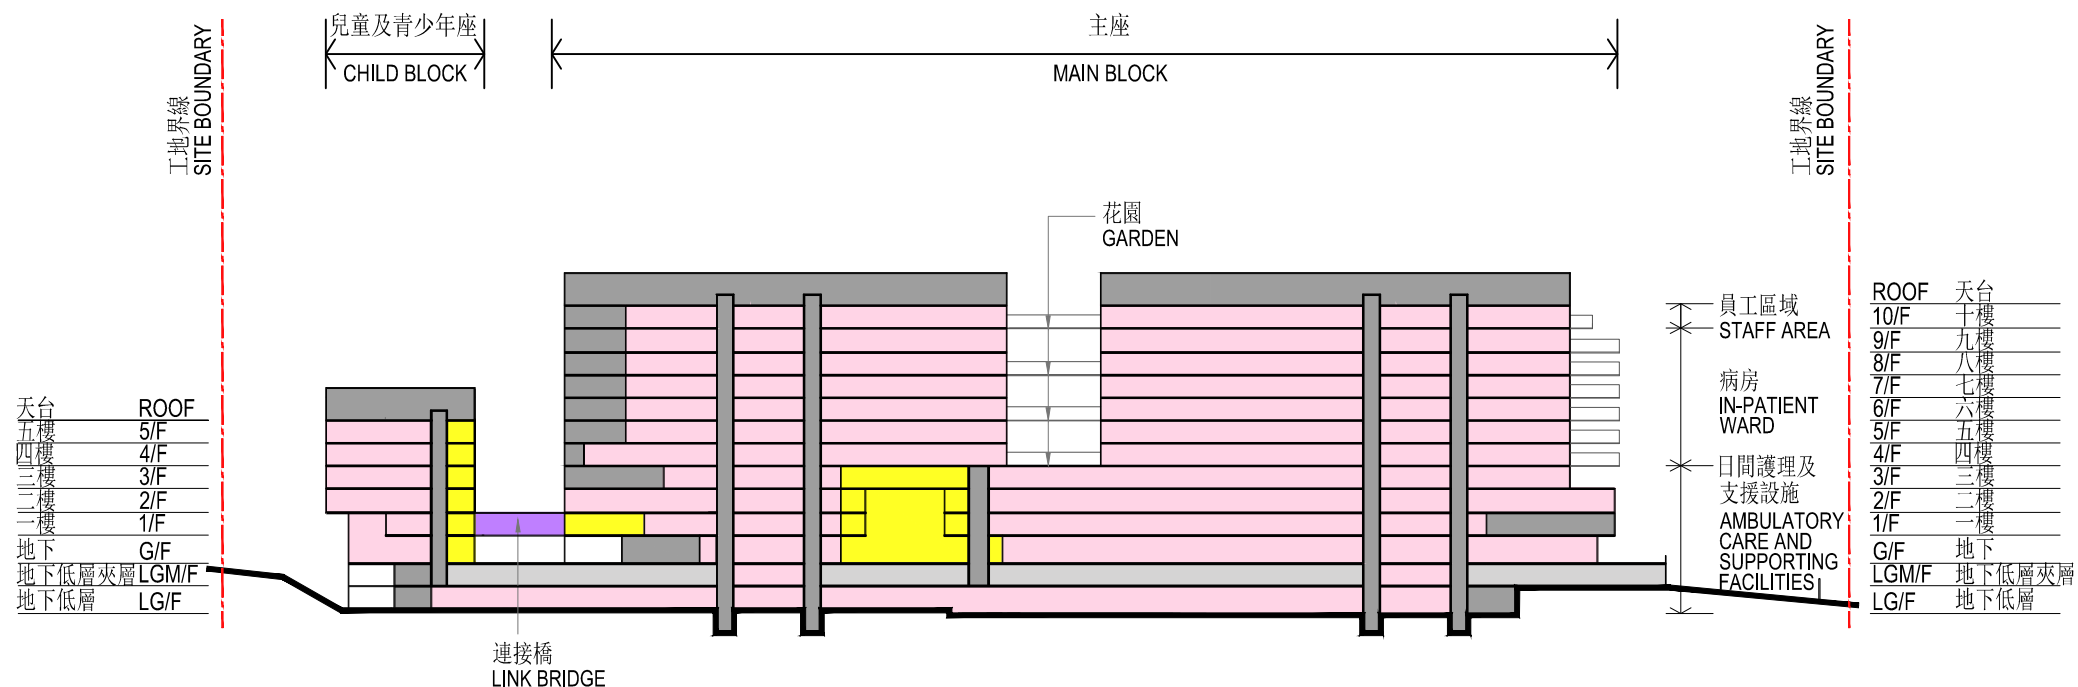 兒童及青少年座
CHILD BLOCK
主座
MAIN BLOCK
工地界線
SITE BOUNDARY
工地界線
SITE BOUNDARY
花園
GARDEN
天台 ROOF
五樓 5/F
四樓 4/F
三樓 3/F
二樓 2/F
一樓 1/F
地下 G/F
地下低層夾層 LGM/F
地下低層 LG/F
連接橋
LINK BRIDGE
員工區域
STAFF AREA
病房
IN-PATIENT
WARD
日間護理及
支援設施
AMBULATORY
CARE AND
SUPPORTING
FACILITIES
ROOF 天台
10/F 十樓
9/F 九樓
8/F 八樓
7/F 七樓
6/F 六樓
5/F 五樓
4/F 四樓
3/F 三樓
2/F 二樓
1/F 一樓
G/F 地下
LGM/F 地下低層夾層
LG/F 地下低層